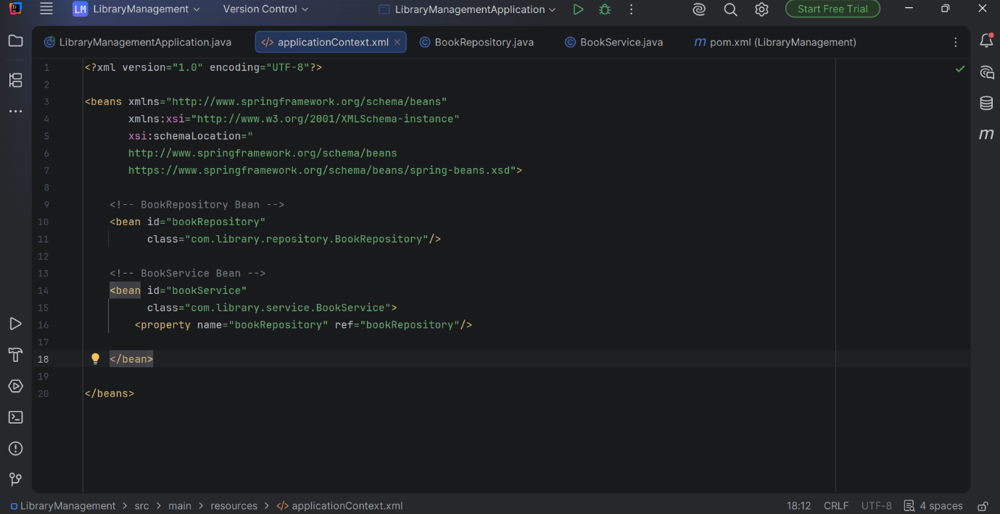 LM LibraryManagement Version Control LibraryManagementApplication Start Free Trial
LibraryManagementApplication.java applicationContext.xml BookRepository.java BookService.java m pom.xml (LibraryManagement)
1 <?xml version="1.0" encoding="UTF-8"?>
2
3 <beans xmlns="http://www.springframework.org/schema/beans"
4 xmlns:xsi="http://www.w3.org/2001/XMLSchema-instance"
5 xsi:schemaLocation="
6 http://www.springframework.org/schema/beans
7 https://www.springframework.org/schema/beans/spring-beans.xsd">
8
9 <!-- BookRepository Bean -->
10 <bean id="bookRepository"
11 class="com.library.repository.BookRepository"/>
12
13 <!-- BookService Bean -->
14 <bean id="bookService"
15 class="com.library.service.BookService">
16 <property name="bookRepository" ref="bookRepository"/>
17
18 </bean>
19
20 </beans>
LibraryManagement > src > main > resources > </> applicationContext.xml 18:12 CRLF UTF-8 4 spaces